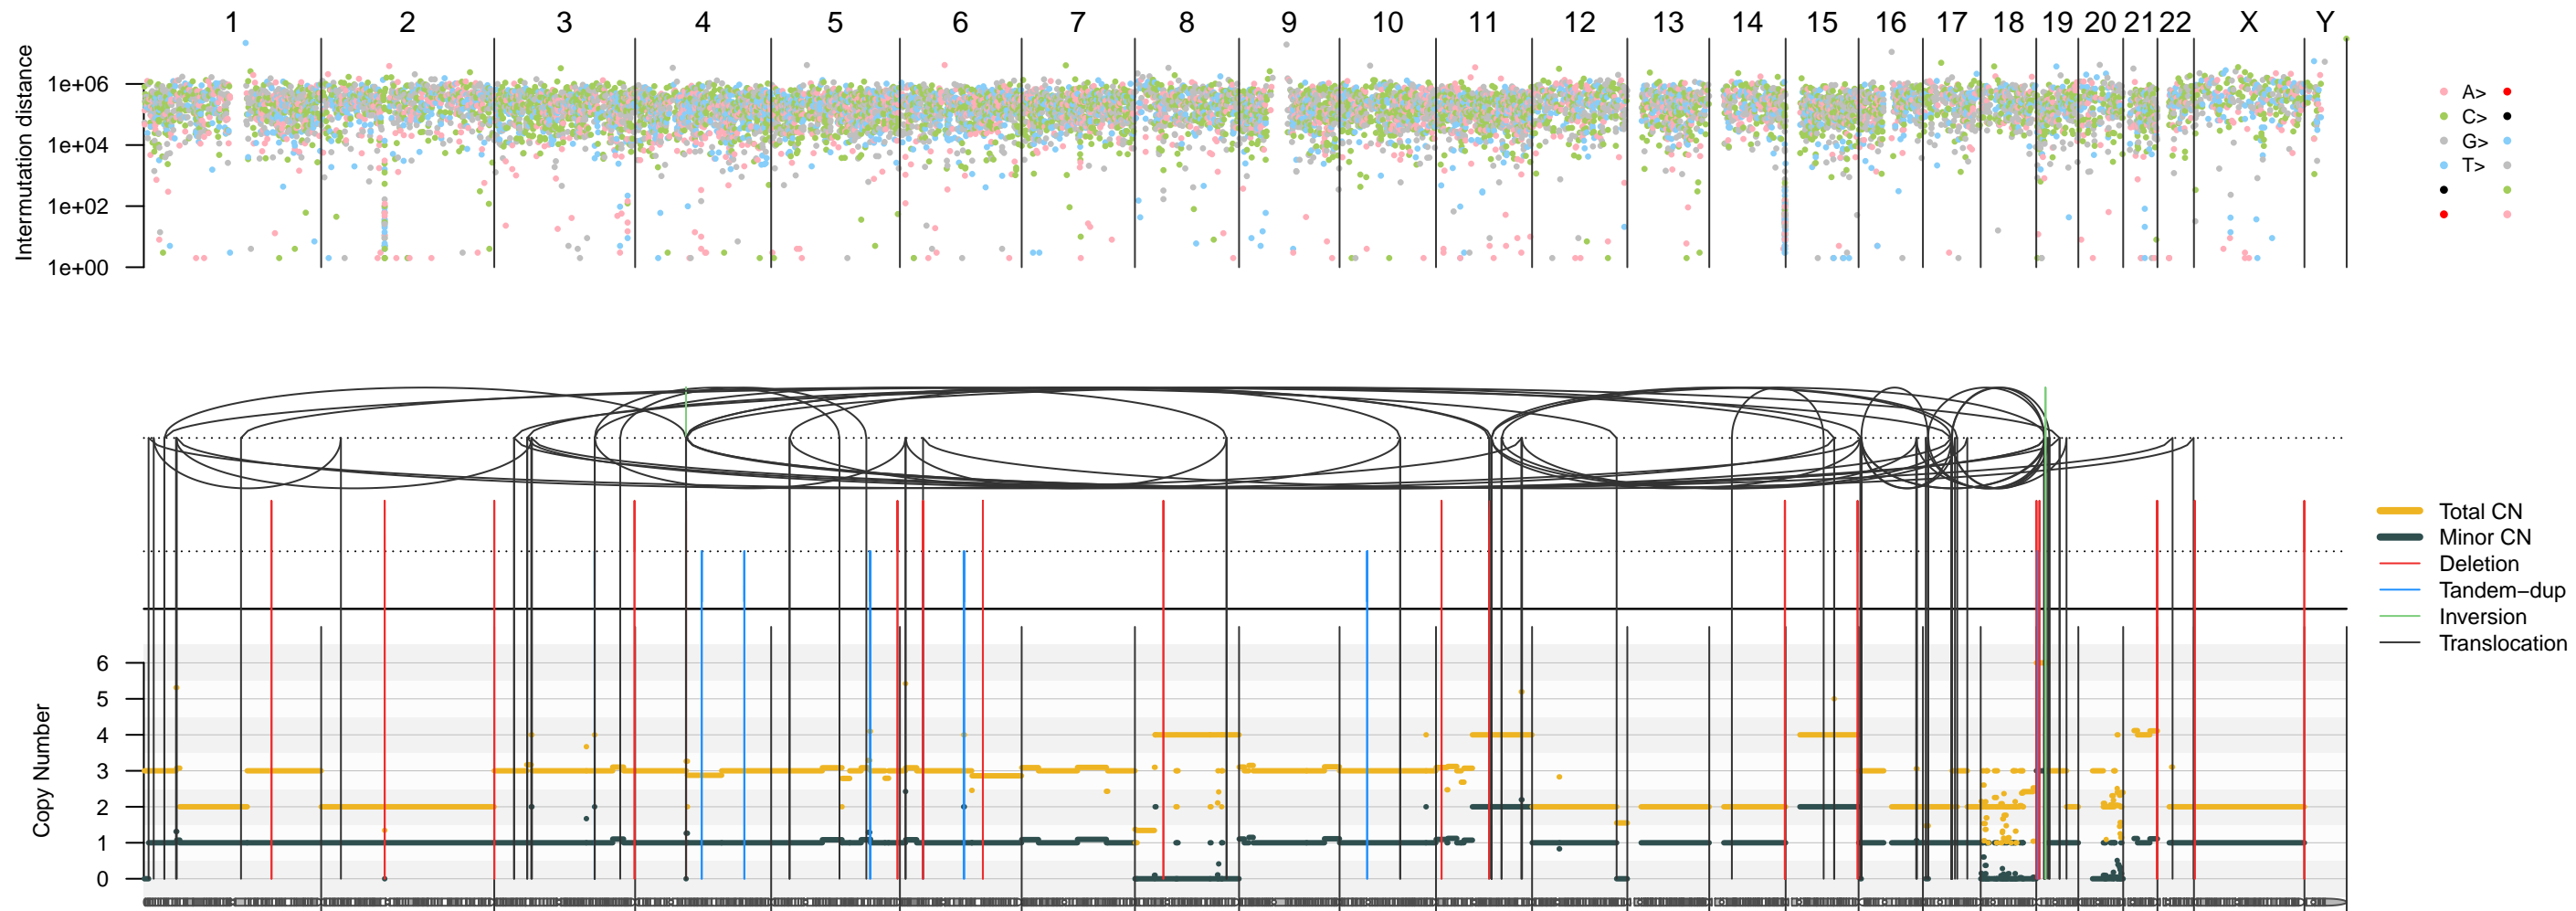 1 2 3 4 5 6 7 8 9 10 11 12 13 14 15 16 17 18 19 20 21 22 X Y
Intermutation distance
1e+06
1e+04
1e+02
1e+00
A>
C>
G>
T>
Total CN
Minor CN
Deletion
Tandem−dup
Inversion
Translocation
Copy Number
6
5
4
3
2
1
0